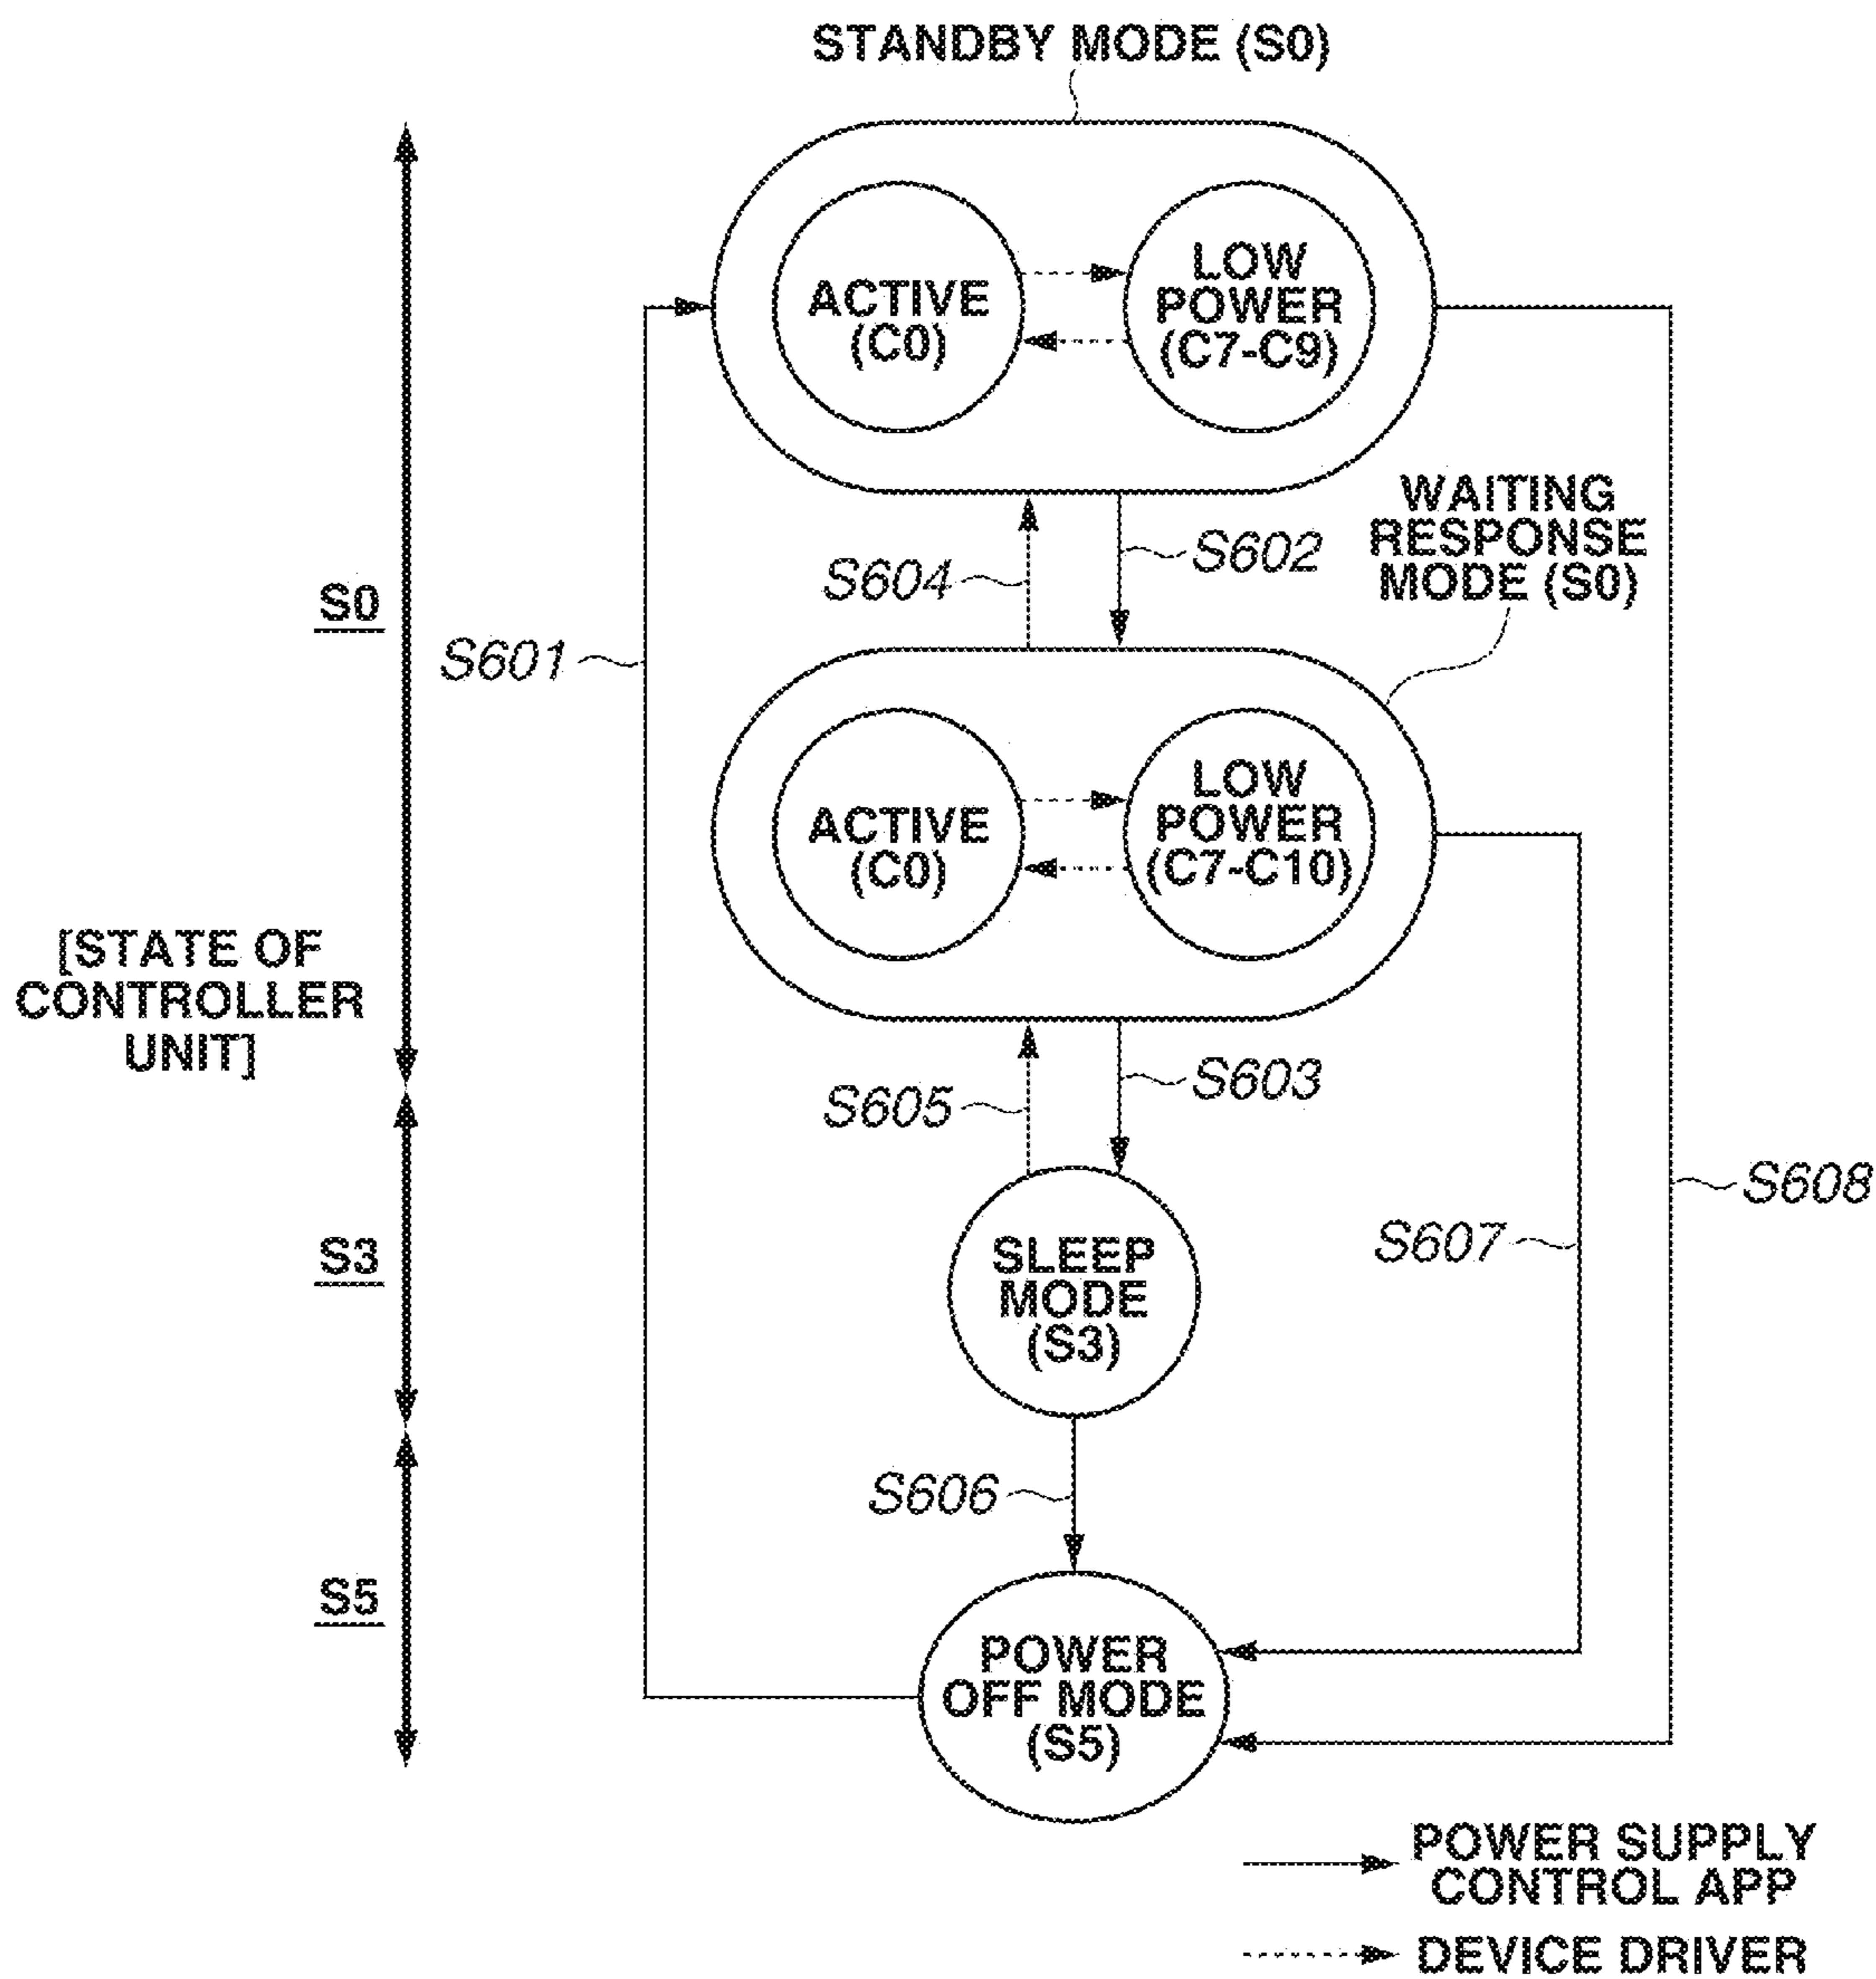 STANDBY MODE (S0)
ACTIVE
(C0)
LOW
POWER
(C7-C9)
S604
S602
WAITING
RESPONSE
MODE (S0)
S0
S601
ACTIVE
(C0)
LOW
POWER
(C7-C10)
[STATE OF
CONTROLLER
UNIT]
S605
S603
S608
S607
S3
SLEEP
MODE
(S3)
S606
S5
POWER
OFF MODE
(S5)
POWER SUPPLY
CONTROL APP
DEVICE DRIVER